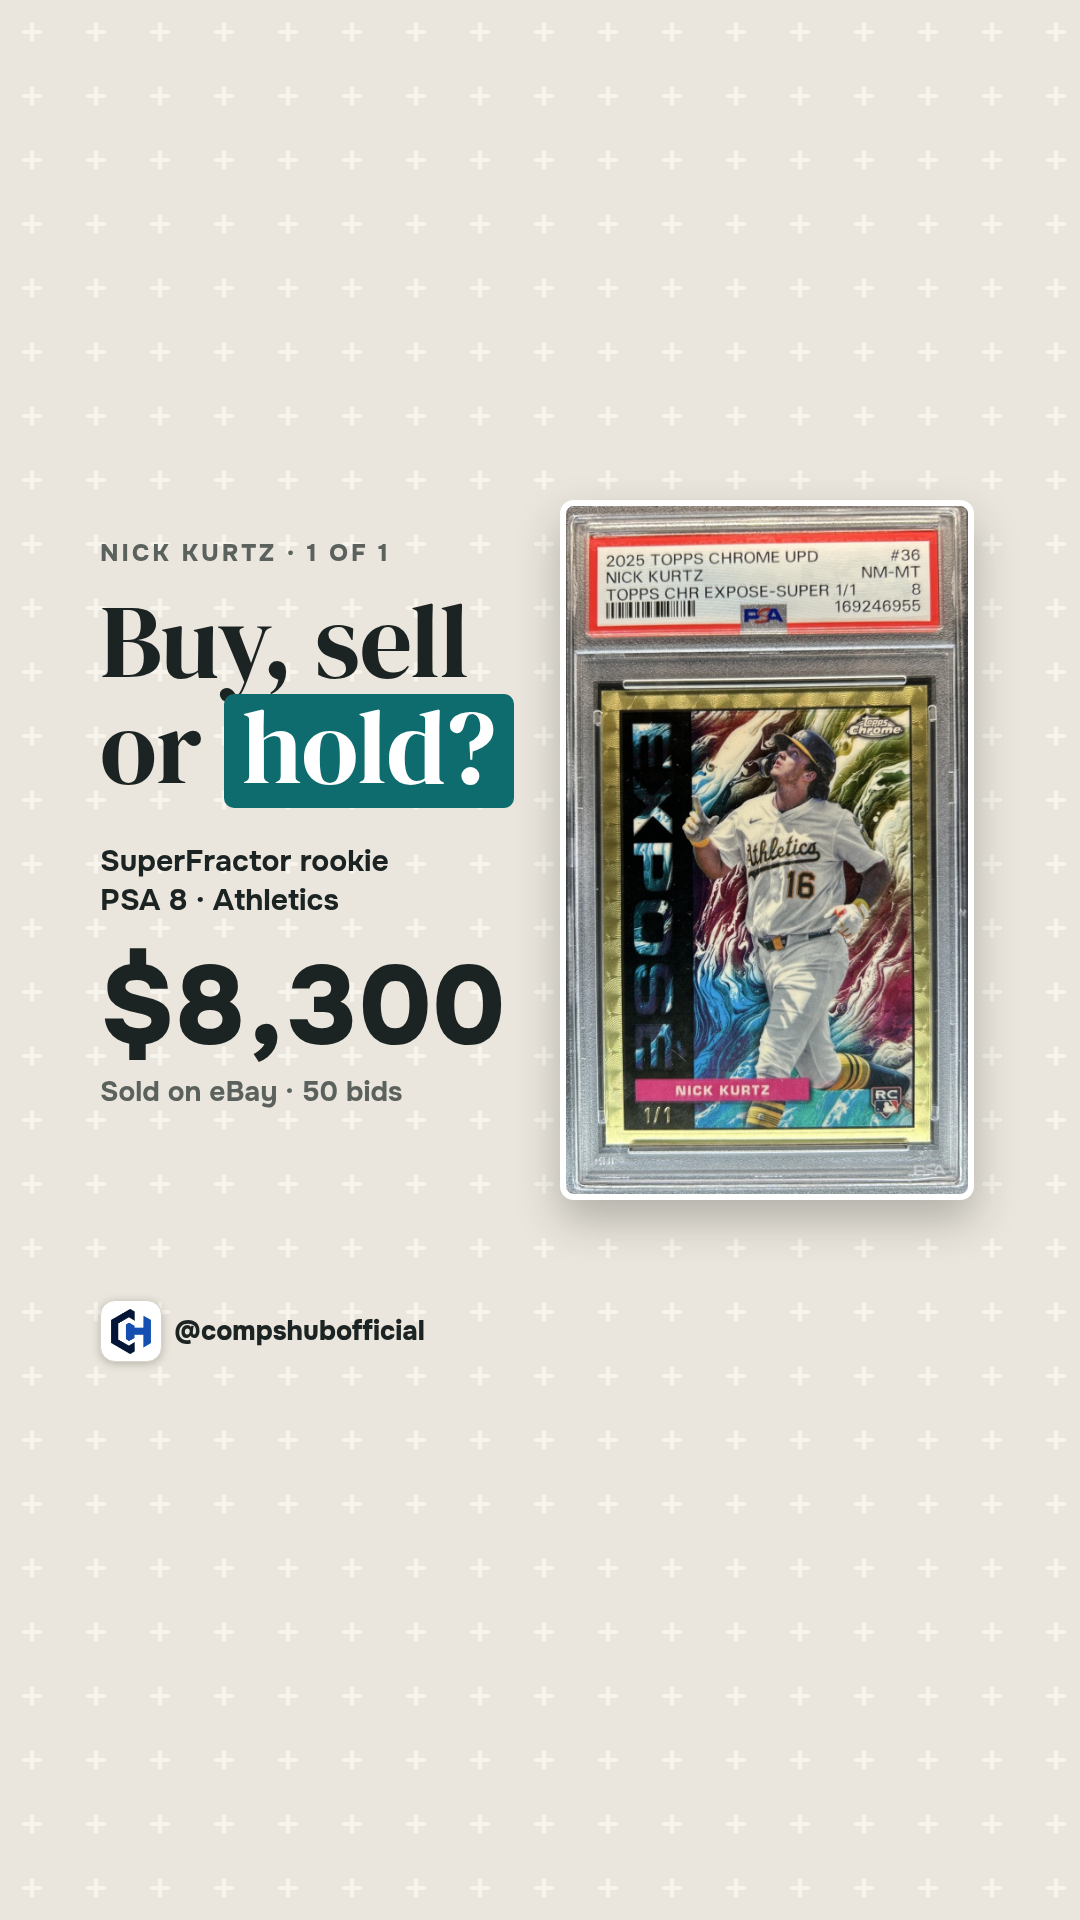 NICK KURTZ · 1 OF 1
Buy, sell
or hold?
SuperFractor rookie
PSA 8 · Athletics
$8,300
Sold on eBay · 50 bids
@compshubofficial
2025 TOPPS CHROME UPD #36
NICK KURTZ NM-MT
TOPPS CHR EXPOSE-SUPER 1/1 8
PSA 169246955
EXPOSE
Topps Chrome
Athletics
16
NICK KURTZ
1/1
RC
PSA